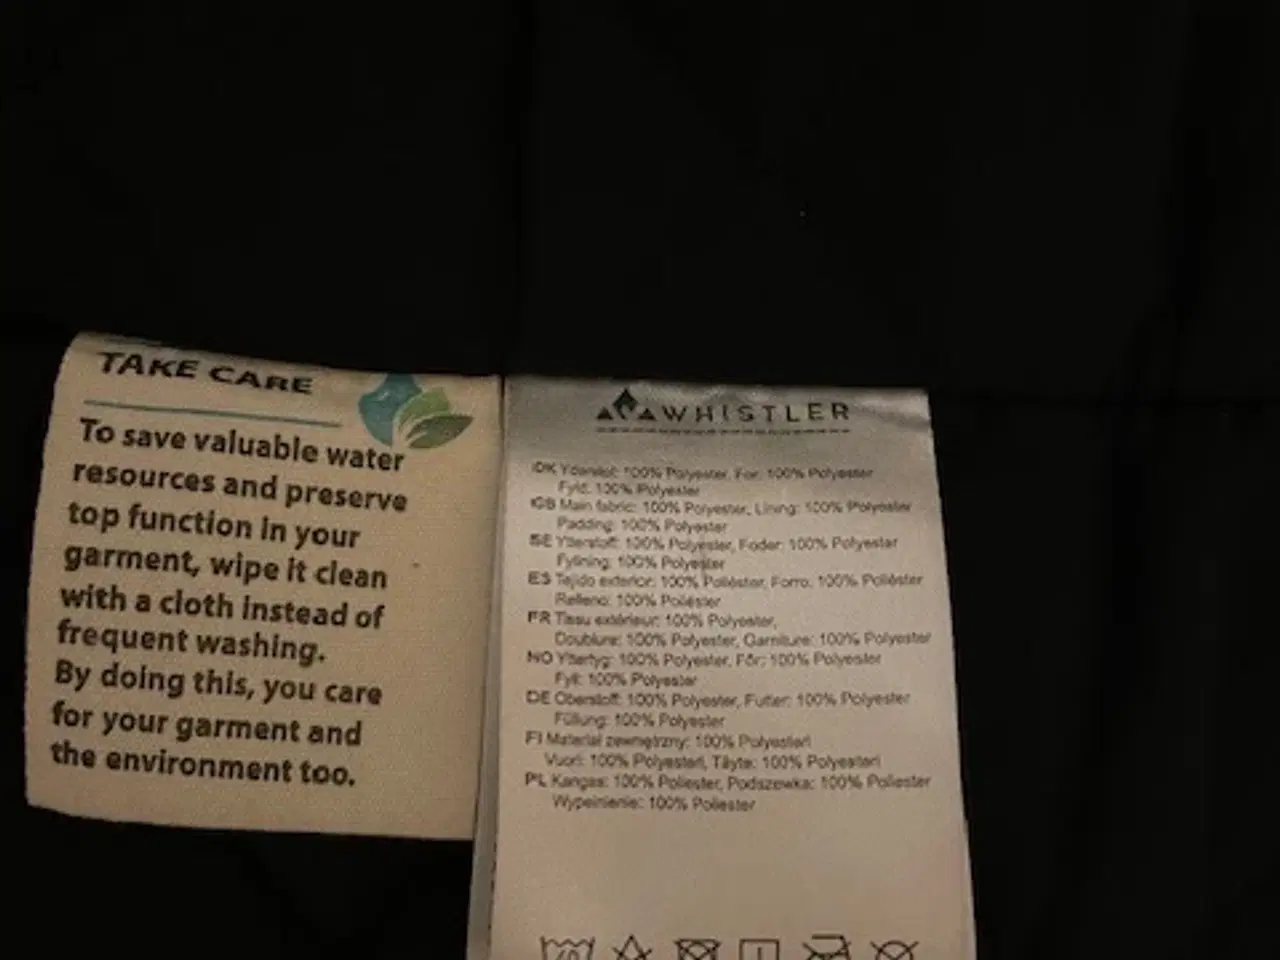 TAKE CARE
To save valuable water
resources and preserve
top function in your
garment, wipe it clean
with a cloth instead of
frequent washing.
By doing this, you care
for your garment and
the environment too.
WHISTLER
DK Yderstof: 100% Polyester, For: 100% Polyester
Fyld: 100% Polyester
GB Main fabric: 100% Polyester, Lining: 100% Polyester
Padding: 100% Polyester
SE Ytterstoff: 100% Polyester, Foder: 100% Polyester
Fyllning: 100% Polyester
ES Tejido exterior: 100% Poliéster, Forro: 100% Poliéster
Relleno: 100% Poliéster
FR Tissu extérieur: 100% Polyester,
Doublure: 100% Polyester, Garniture: 100% Polyester
NO Yttertyg: 100% Polyester, Fôr: 100% Polyester
Fyll: 100% Polyester
DE Oberstoff: 100% Polyester, Futter: 100% Polyester
Füllung: 100% Polyester
FI Materiał zewnętrzny: 100% Polyesteri
Vuori: 100% Polyesteri, Täyte: 100% Polyesteri
PL Kangas: 100% Poliester, Podszewka: 100% Poliester
Wypełnienie: 100% Poliester